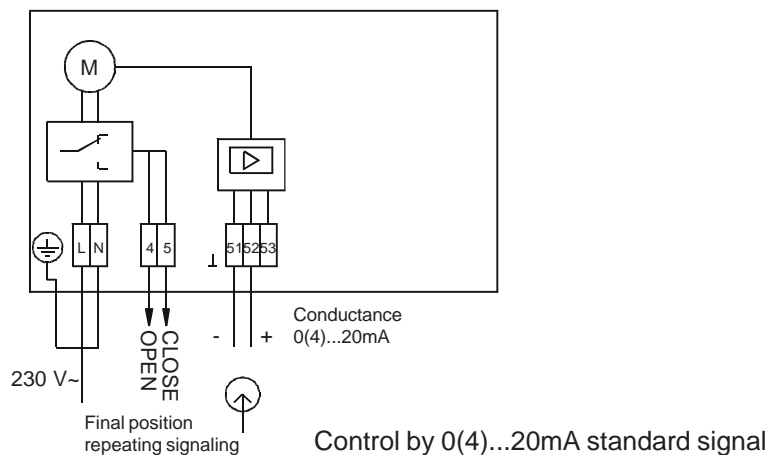 M
L N 4 5 51 52 53
Conductance
- + 0(4)...20mA
OPEN
CLOSE
230 V~
Final position
repeating signaling
Control by 0(4)...20mA standard signal